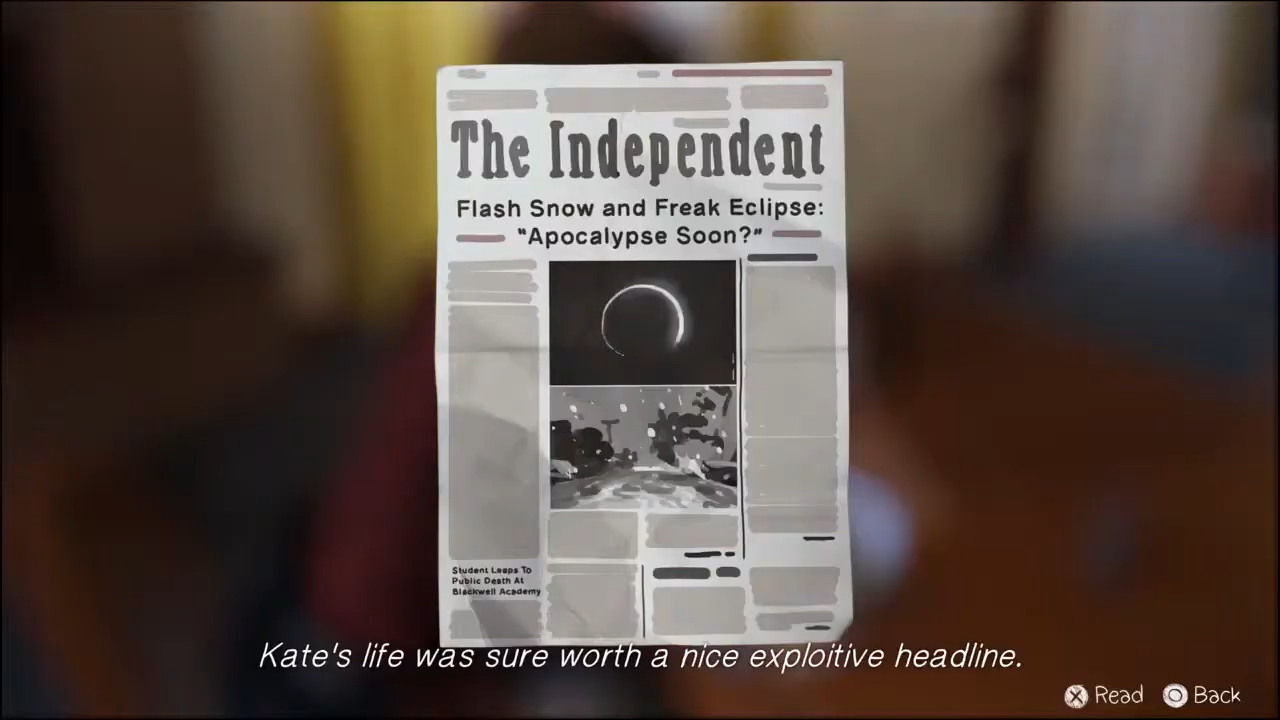 The Independent
Flash Snow and Freak Eclipse:
"Apocalypse Soon?"
Student Leaps To
Public Death At
Blackwell Academy
Kate's life was sure worth a nice exploitive headline.
Read Back